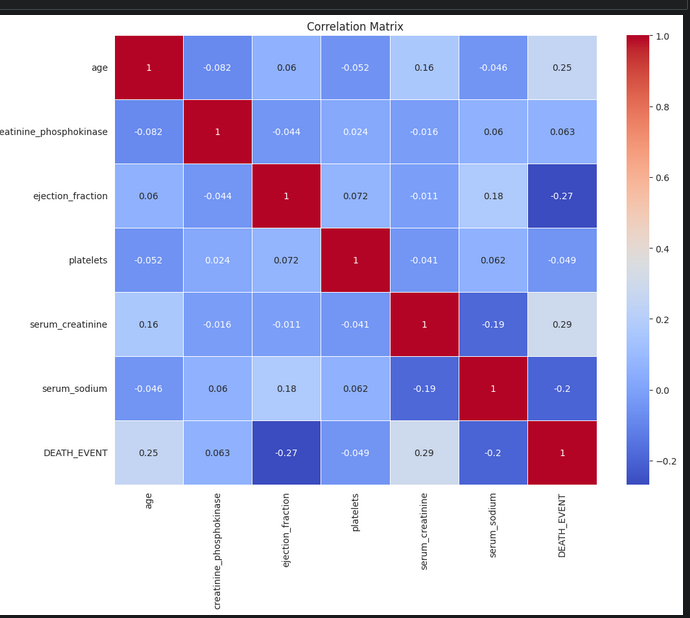 Correlation Matrix
age 1 -0.082 0.06 -0.052 0.16 -0.046 0.25
eatinine_phosphokinase -0.082 1 -0.044 0.024 -0.016 0.06 0.063
ejection_fraction 0.06 -0.044 1 0.072 -0.011 0.18 -0.27
platelets -0.052 0.024 0.072 1 -0.041 0.062 -0.049
serum_creatinine 0.16 -0.016 -0.011 -0.041 1 -0.19 0.29
serum_sodium -0.046 0.06 0.18 0.062 -0.19 1 -0.2
DEATH_EVENT 0.25 0.063 -0.27 -0.049 0.29 -0.2 1
age
creatinine_phosphokinase
ejection_fraction
platelets
serum_creatinine
serum_sodium
DEATH_EVENT
1.0
0.8
0.6
0.4
0.2
0.0
−0.2